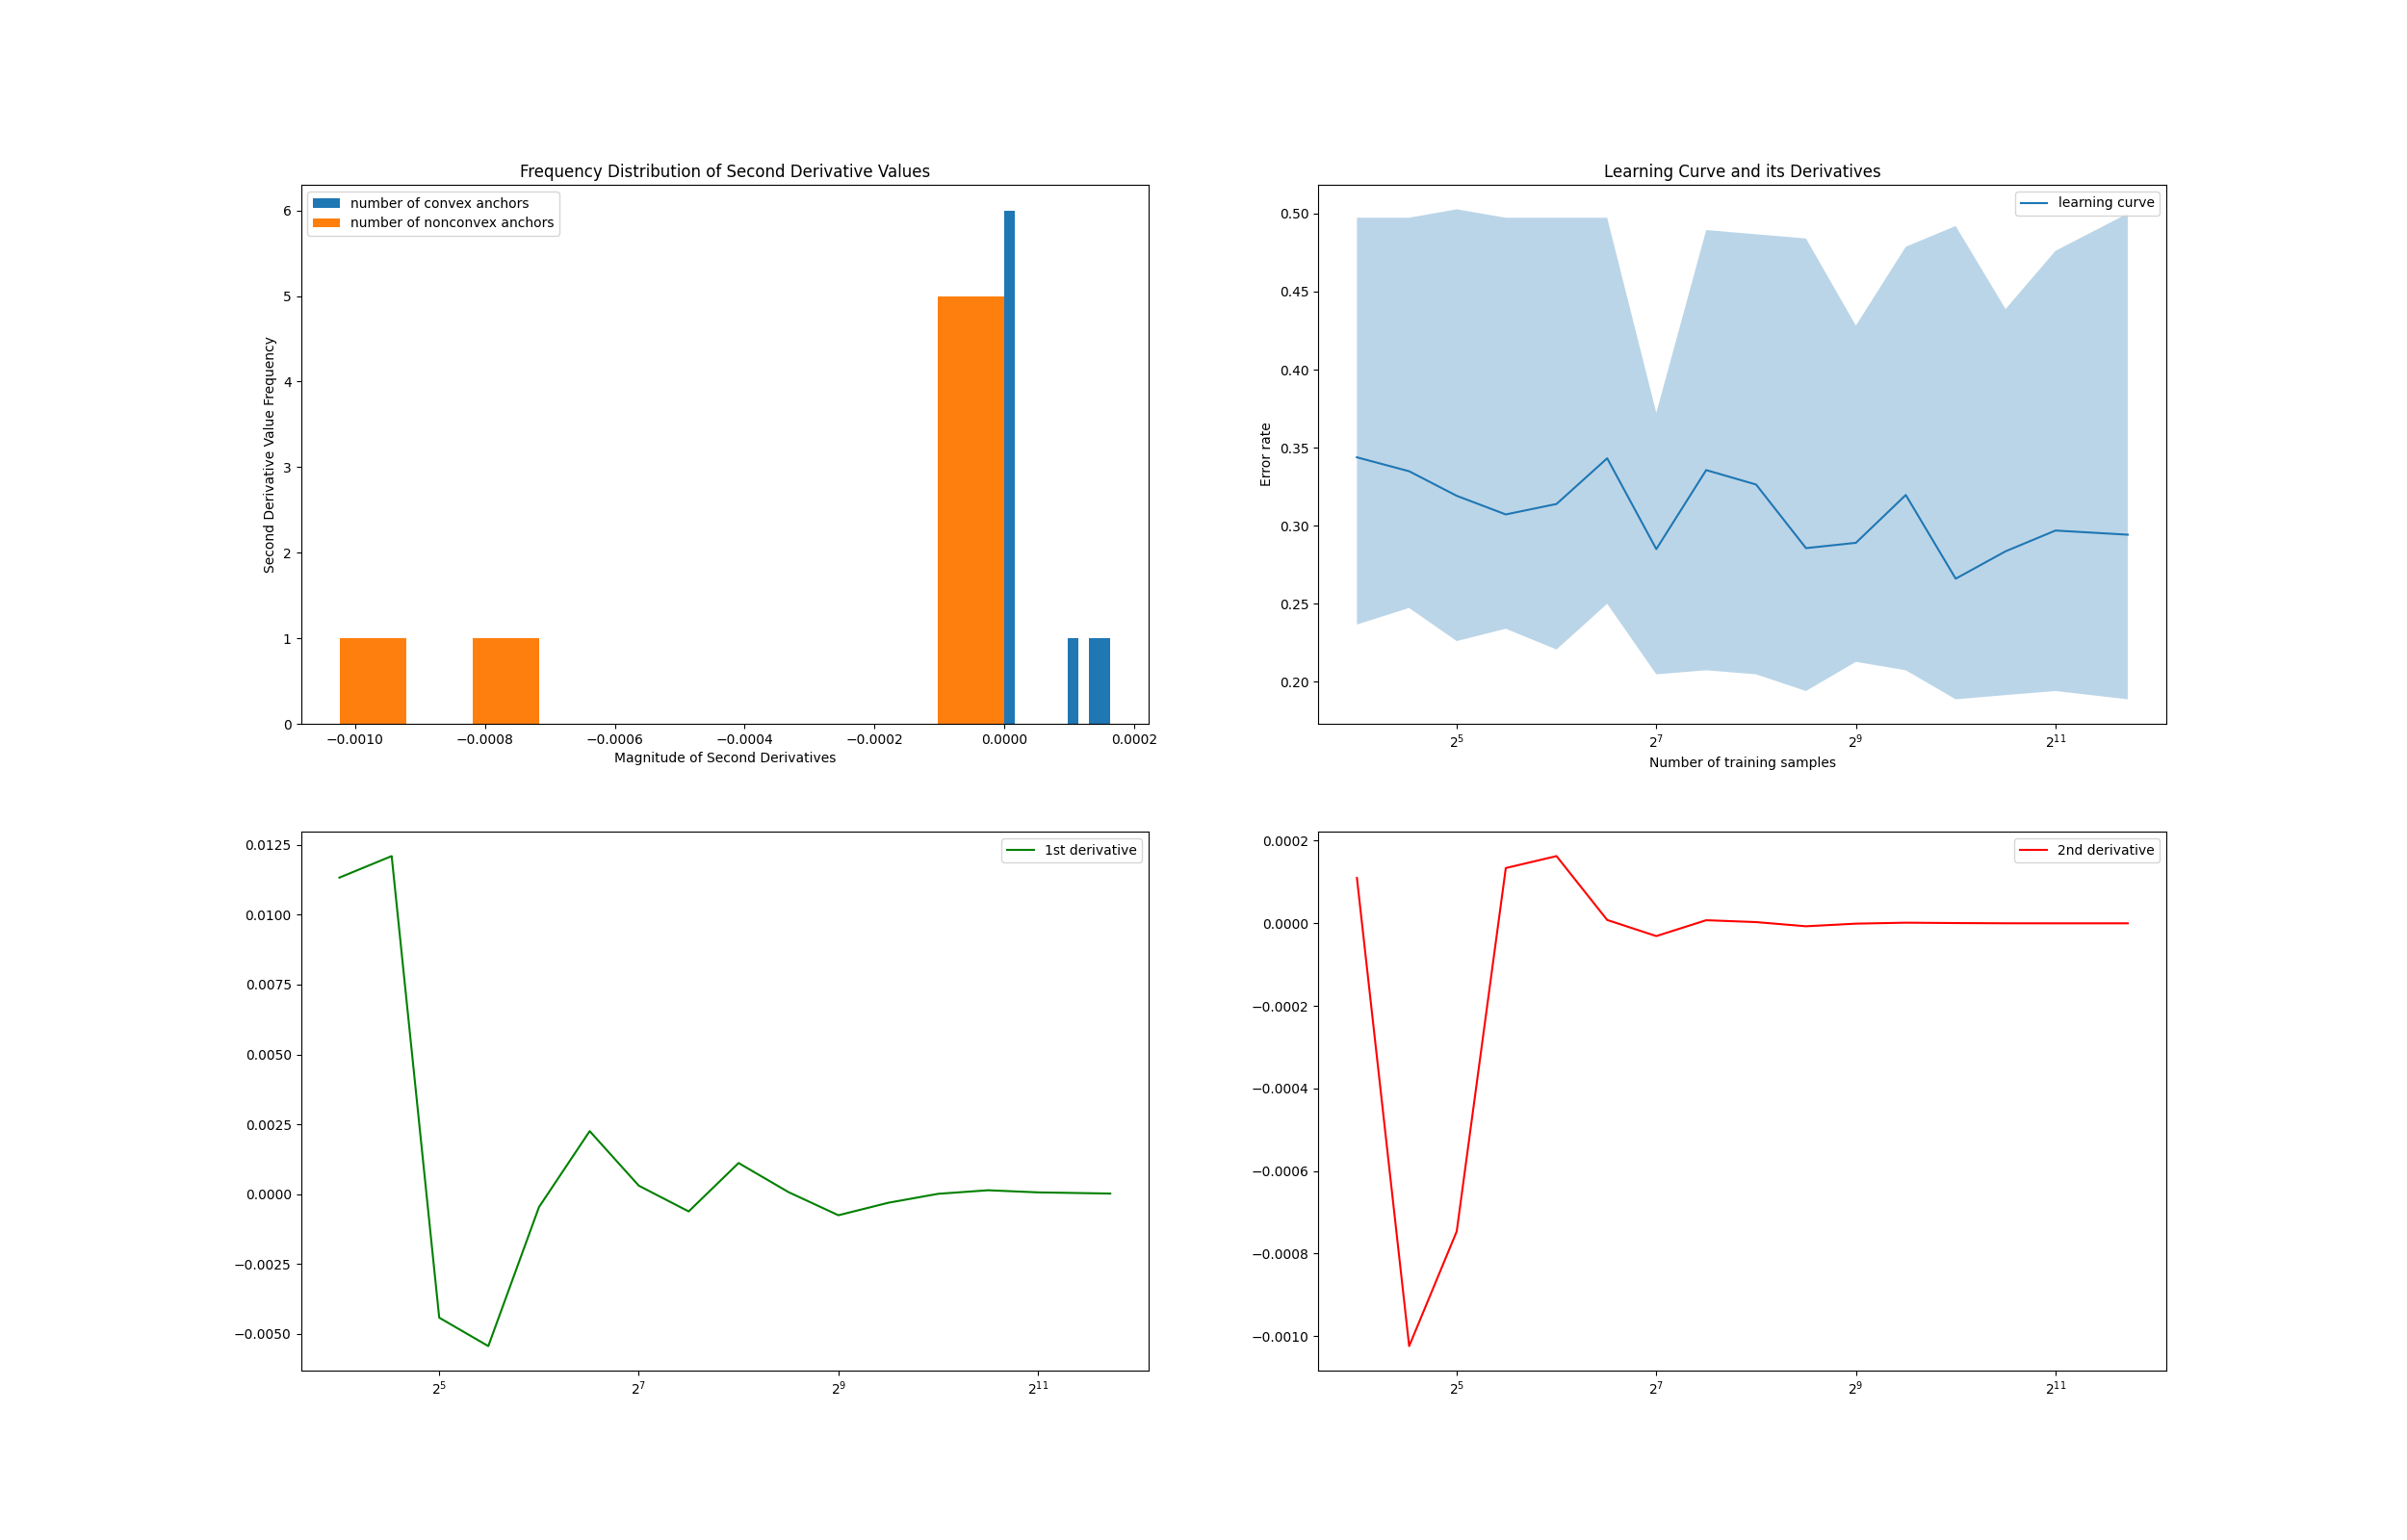 Frequency Distribution of Second Derivative Values
number of convex anchors
number of nonconvex anchors
6
5
4
3
2
1
0
Second Derivative Value Frequency
−0.0010 −0.0008 −0.0006 −0.0004 −0.0002 0.0000 0.0002
Magnitude of Second Derivatives
Learning Curve and its Derivatives
learning curve
0.50
0.45
0.40
0.35
0.30
0.25
0.20
Error rate
2^5 2^7 2^9 2^11
Number of training samples
1st derivative
0.0125
0.0100
0.0075
0.0050
0.0025
0.0000
−0.0025
−0.0050
2^5 2^7 2^9 2^11
2nd derivative
0.0002
0.0000
−0.0002
−0.0004
−0.0006
−0.0008
−0.0010
2^5 2^7 2^9 2^11